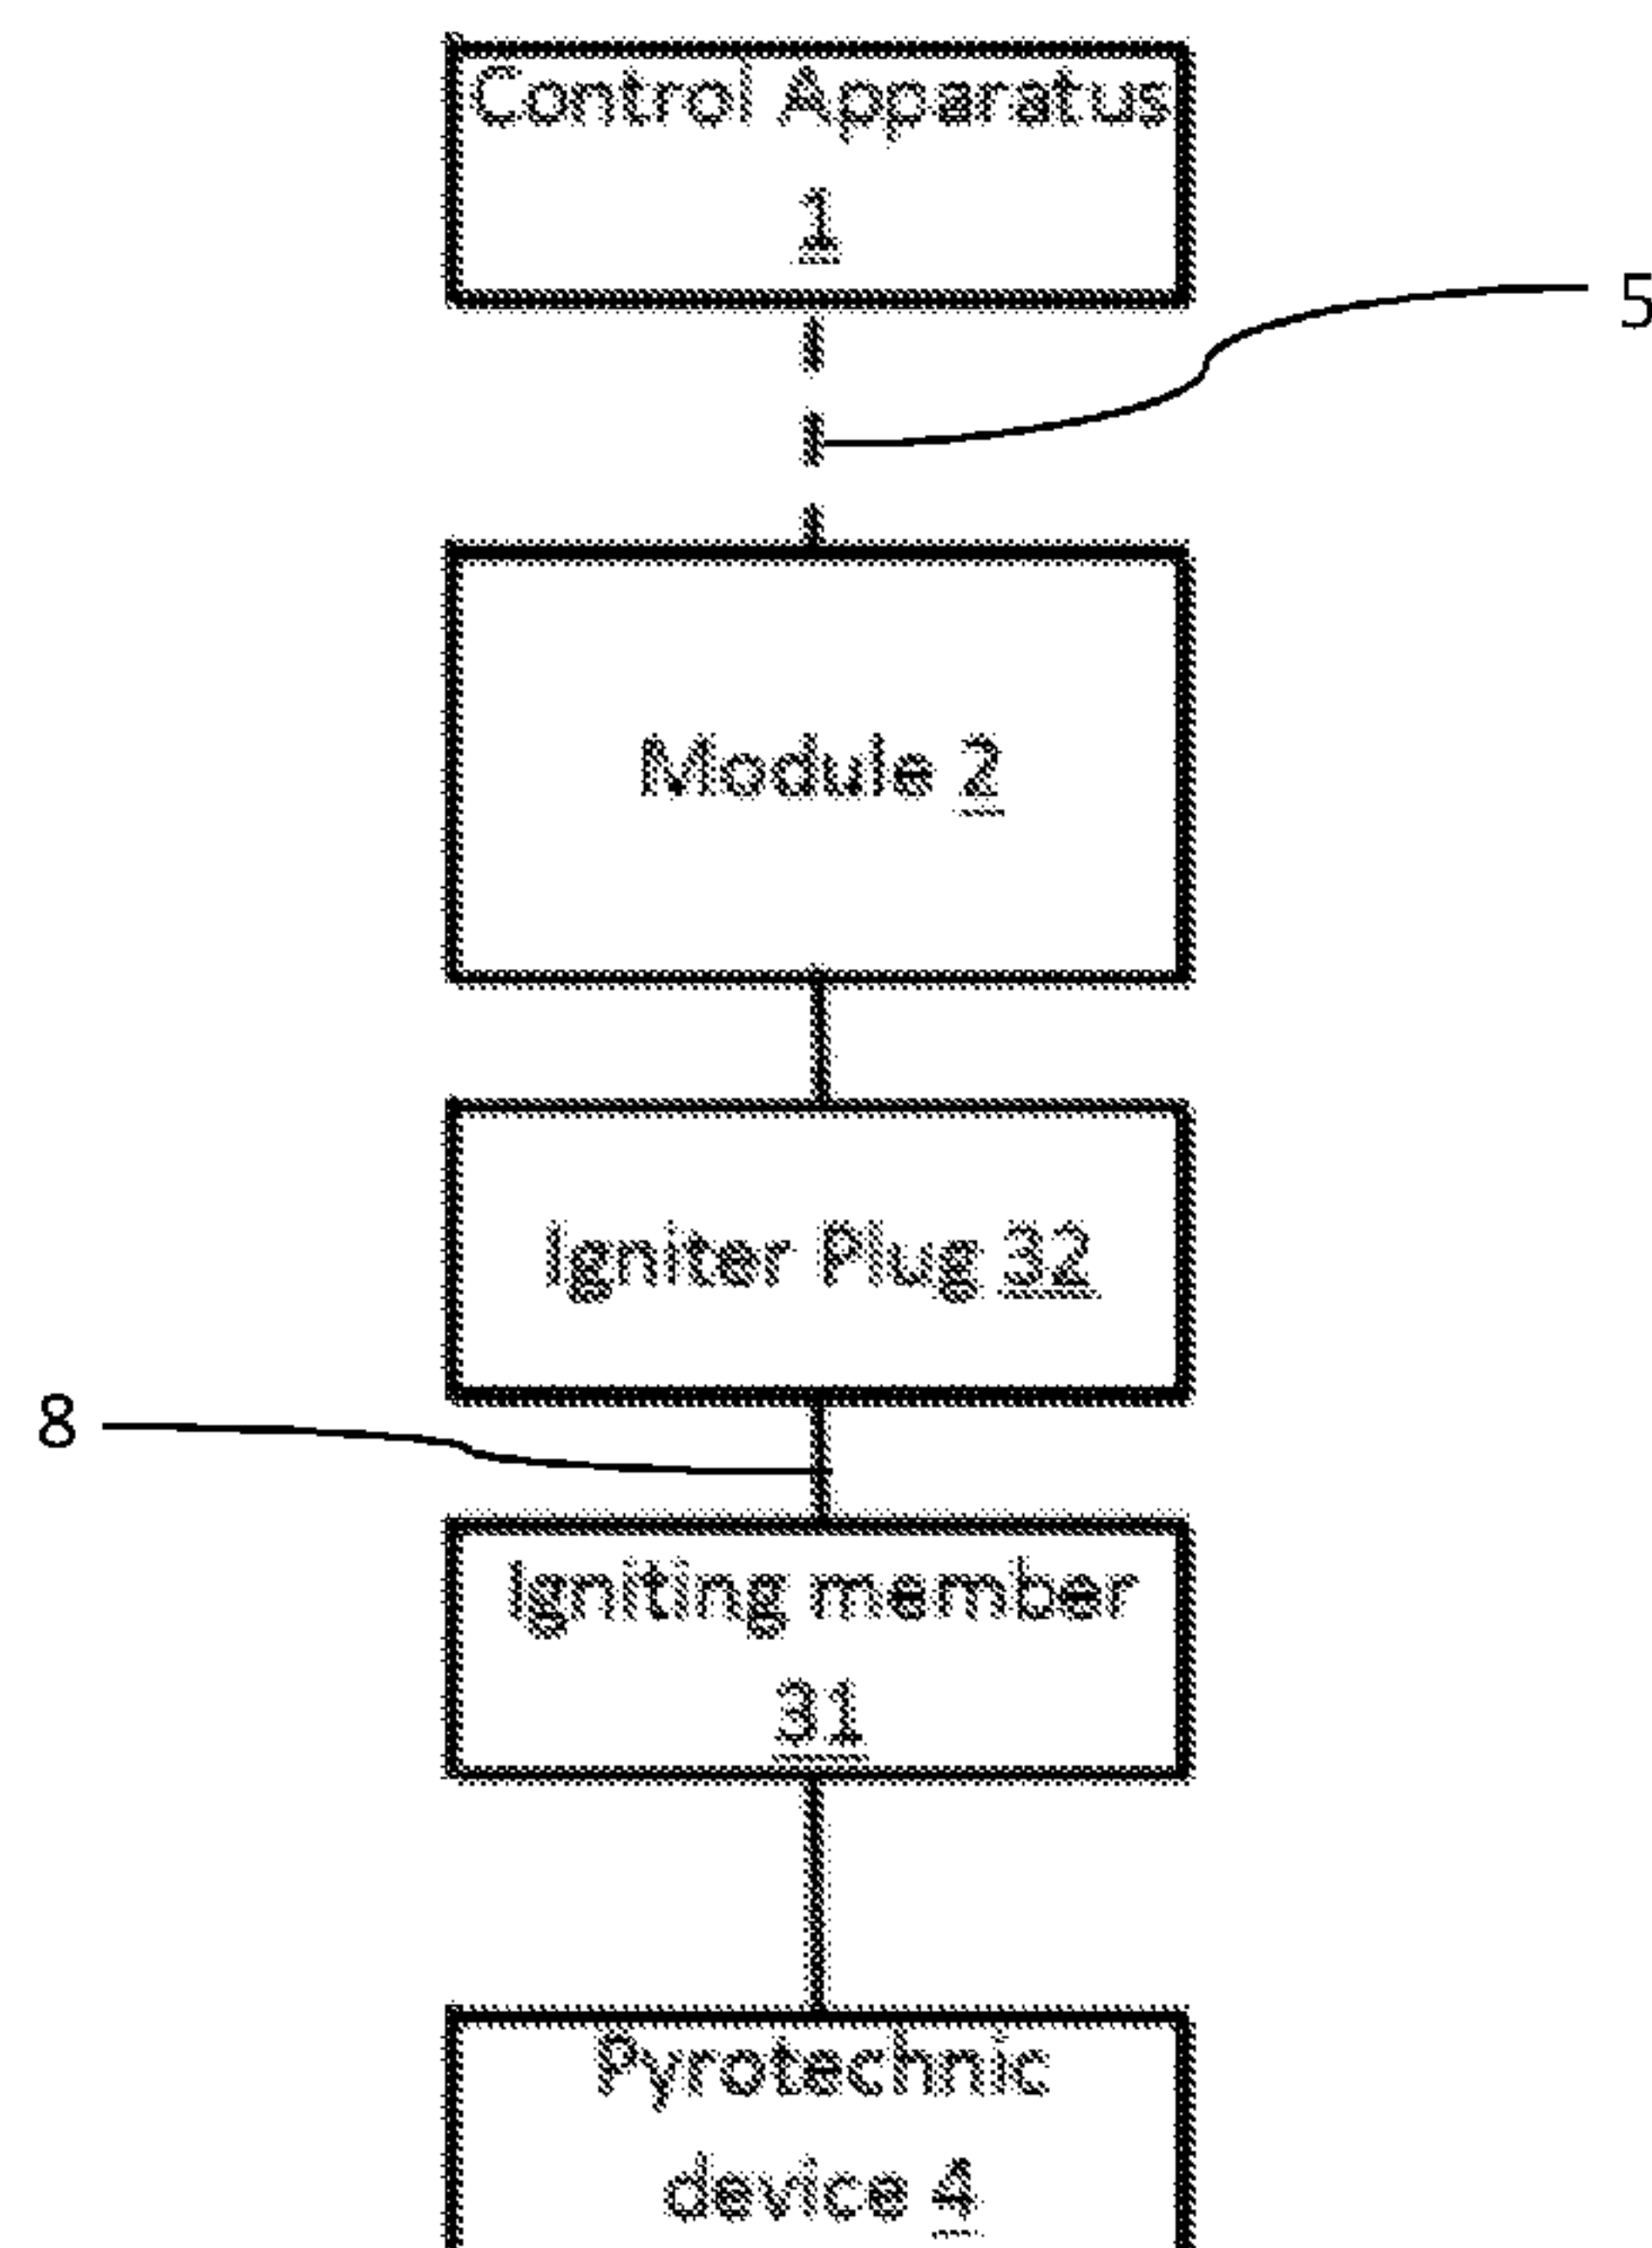 Control Apparatus
1
5
Module 2
Igniter Plug 32
8
Igniting member
31
Pyrotechnic
device 4